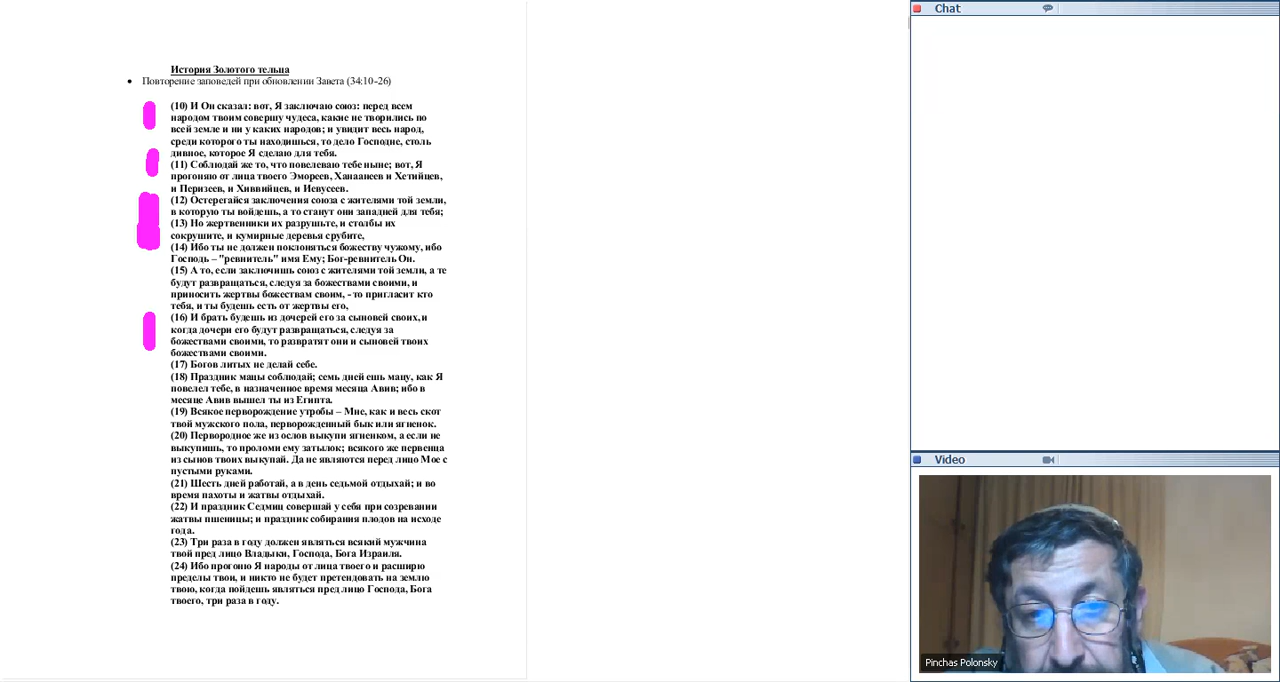 История Золотого тельца
• Повторение заповедей при обновлении Завета (34:10-26)
(10) И Он сказал: вот, Я заключаю союз: перед всем
народом твоим совершу чудеса, какие не творились по
всей земле и ни у каких народов; и увидит весь народ,
среди которого ты находишься, то дело Господне, столь
дивное, которое Я сделаю для тебя.
(11) Соблюдай же то, что повелеваю тебе ныне; вот, Я
прогоняю от лица твоего Эмореев, Ханаанеев и Хетийцев,
и Перизеев, и Хиввийцев, и Иевусеев.
(12) Остерегайся заключения союза с жителями той земли,
в которую ты войдешь, а то станут они западней для тебя;
(13) Но жертвенники их разрушьте, и столбы их
сокрушите, и кумирные деревья срубите,
(14) Ибо ты не должен поклоняться божеству чужому, ибо
Господь – "ревнитель" имя Ему; Бог-ревнитель Он.
(15) А то, если заключишь союз с жителями той земли, а те
будут развращаться, следуя за божествами своими, и
приносить жертвы божествам своим, - то пригласит кто
тебя, и ты будешь есть от жертвы его,
(16) И брать будешь из дочерей его за сыновей своих, и
когда дочери его будут развращаться, следуя за
божествами своими, то развратят они и сыновей твоих
божествами своими.
(17) Богов литых не делай себе.
(18) Праздник мацы соблюдай; семь дней ешь мацу, как Я
повелел тебе, в назначенное время месяца Авив; ибо в
месяце Авив вышел ты из Египта.
(19) Всякое перворождение утробы – Мне, как и весь скот
твой мужского пола, перворожденный бык или ягненок.
(20) Первородное же из ослов выкупи ягненком, а если не
выкупишь, то проломи ему затылок; всякого же первенца
из сынов твоих выкупай. Да не являются перед лицо Мое с
пустыми руками.
(21) Шесть дней работай, а в день седьмой отдыхай; и во
время пахоты и жатвы отдыхай.
(22) И праздник Седмиц совершай у себя при созревании
жатвы пшеницы; и праздник собирания плодов на исходе
года.
(23) Три раза в году должен являться всякий мужчина
твой пред лицо Владыки, Господа, Бога Израиля.
(24) Ибо прогоню Я народы от лица твоего и расширю
пределы твои, и никто не будет претендовать на землю
твою, когда пойдешь являться пред лицо Господа, Бога
твоего, три раза в году.
Chat
Video
Pinchas Polonsky